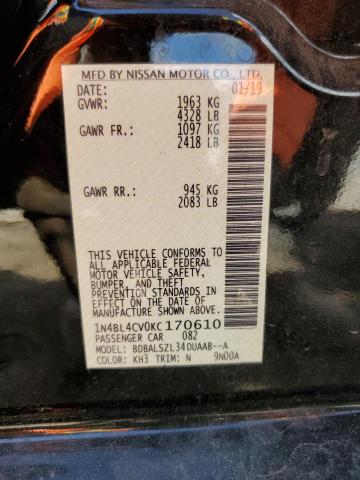 MFD BY NISSAN MOTOR CO., LTD.
DATE: 01/19
GVWR: 1963 KG
4328 LB
GAWR FR.: 1097 KG
2418 LB
GAWR RR.: 945 KG
2083 LB
THIS VEHICLE CONFORMS TO
ALL APPLICABLE FEDERAL
MOTOR VEHICLE SAFETY,
BUMPER, AND THEFT
PREVENTION STANDARDS IN
EFFECT ON THE DATE OF
MANUFACTURE SHOWN ABOVE.
1N4BL4CV0KC170610
PASSENGER CAR 082
MODEL: BDBALSZL34DUAAB--A
COLOR: KH3 TRIM: N 9N00A